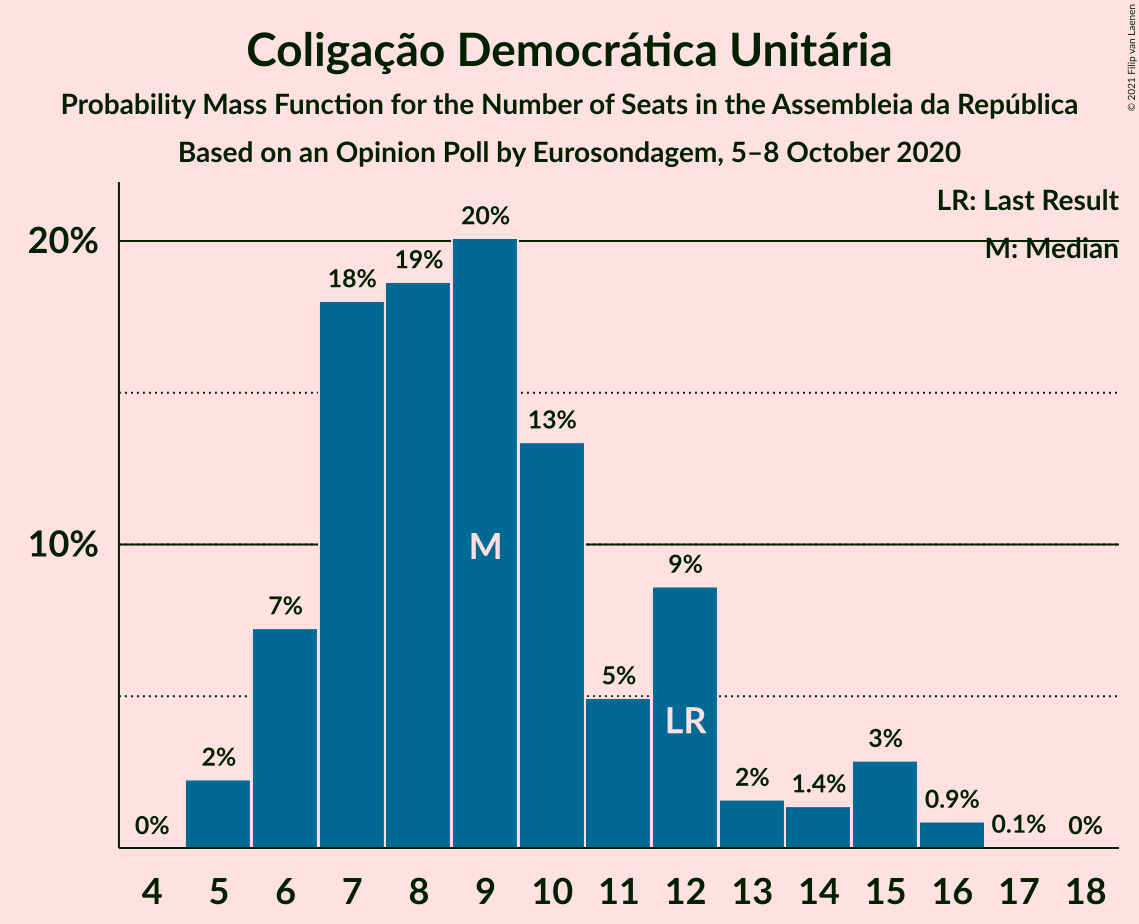 Coligação Democrática Unitária
Probability Mass Function for the Number of Seats in the Assembleia da República
Based on an Opinion Poll by Eurosondagem, 5–8 October 2020
© 2021 Filip van Laenen
LR: Last Result
M: Median
20%
10%
0%
2%
7%
18%
19%
20%
13%
5%
9%
2%
1.4%
3%
0.9%
0.1%
0%
M
LR
4 5 6 7 8 9 10 11 12 13 14 15 16 17 18